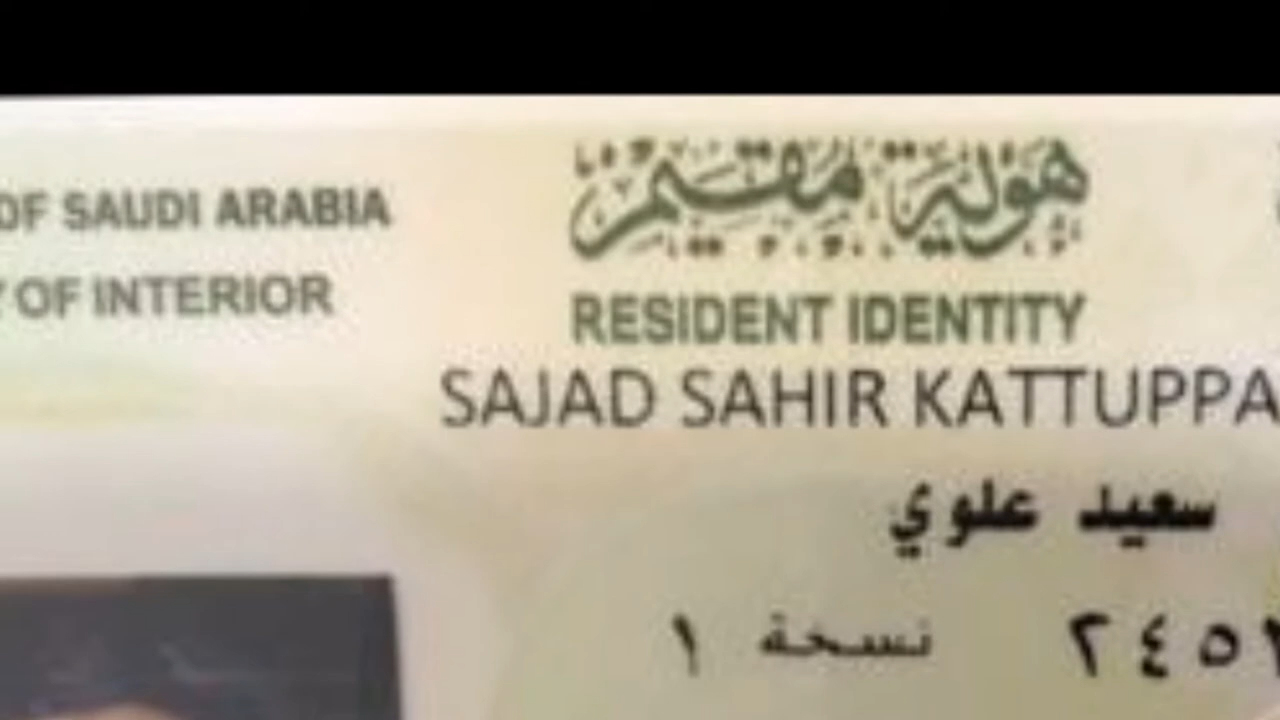 OF SAUDI ARABIA
هوية مقيم
OF INTERIOR
RESIDENT IDENTITY
SAJAD SAHIR KATTUPPA
سعيد علوي
نسخة ١
٢٤٥